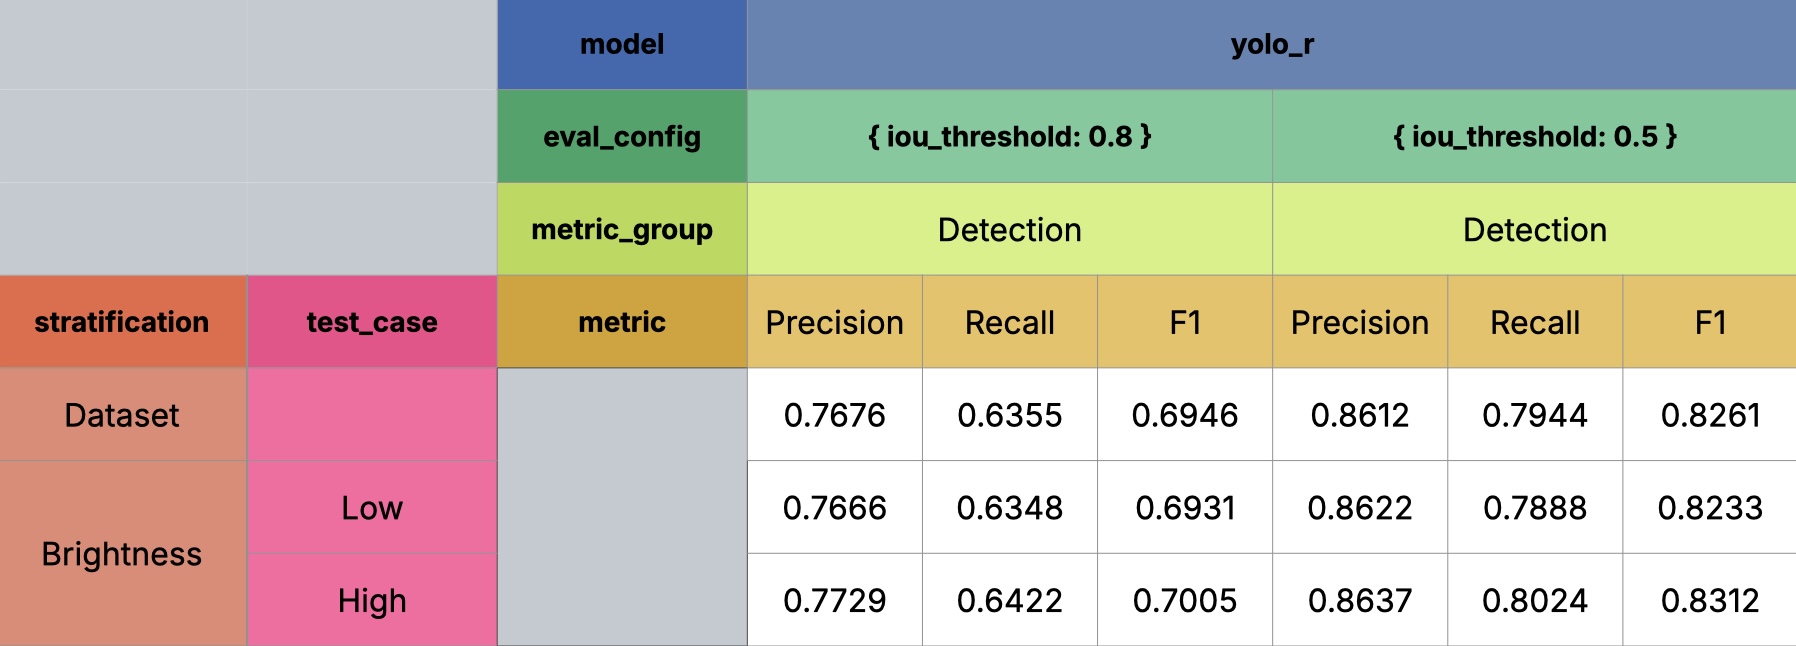 model yolo_r
eval_config { iou_threshold: 0.8 } { iou_threshold: 0.5 }
metric_group Detection Detection
stratification test_case metric Precision Recall F1 Precision Recall F1
Dataset 0.7676 0.6355 0.6946 0.8612 0.7944 0.8261
Brightness Low 0.7666 0.6348 0.6931 0.8622 0.7888 0.8233
High 0.7729 0.6422 0.7005 0.8637 0.8024 0.8312